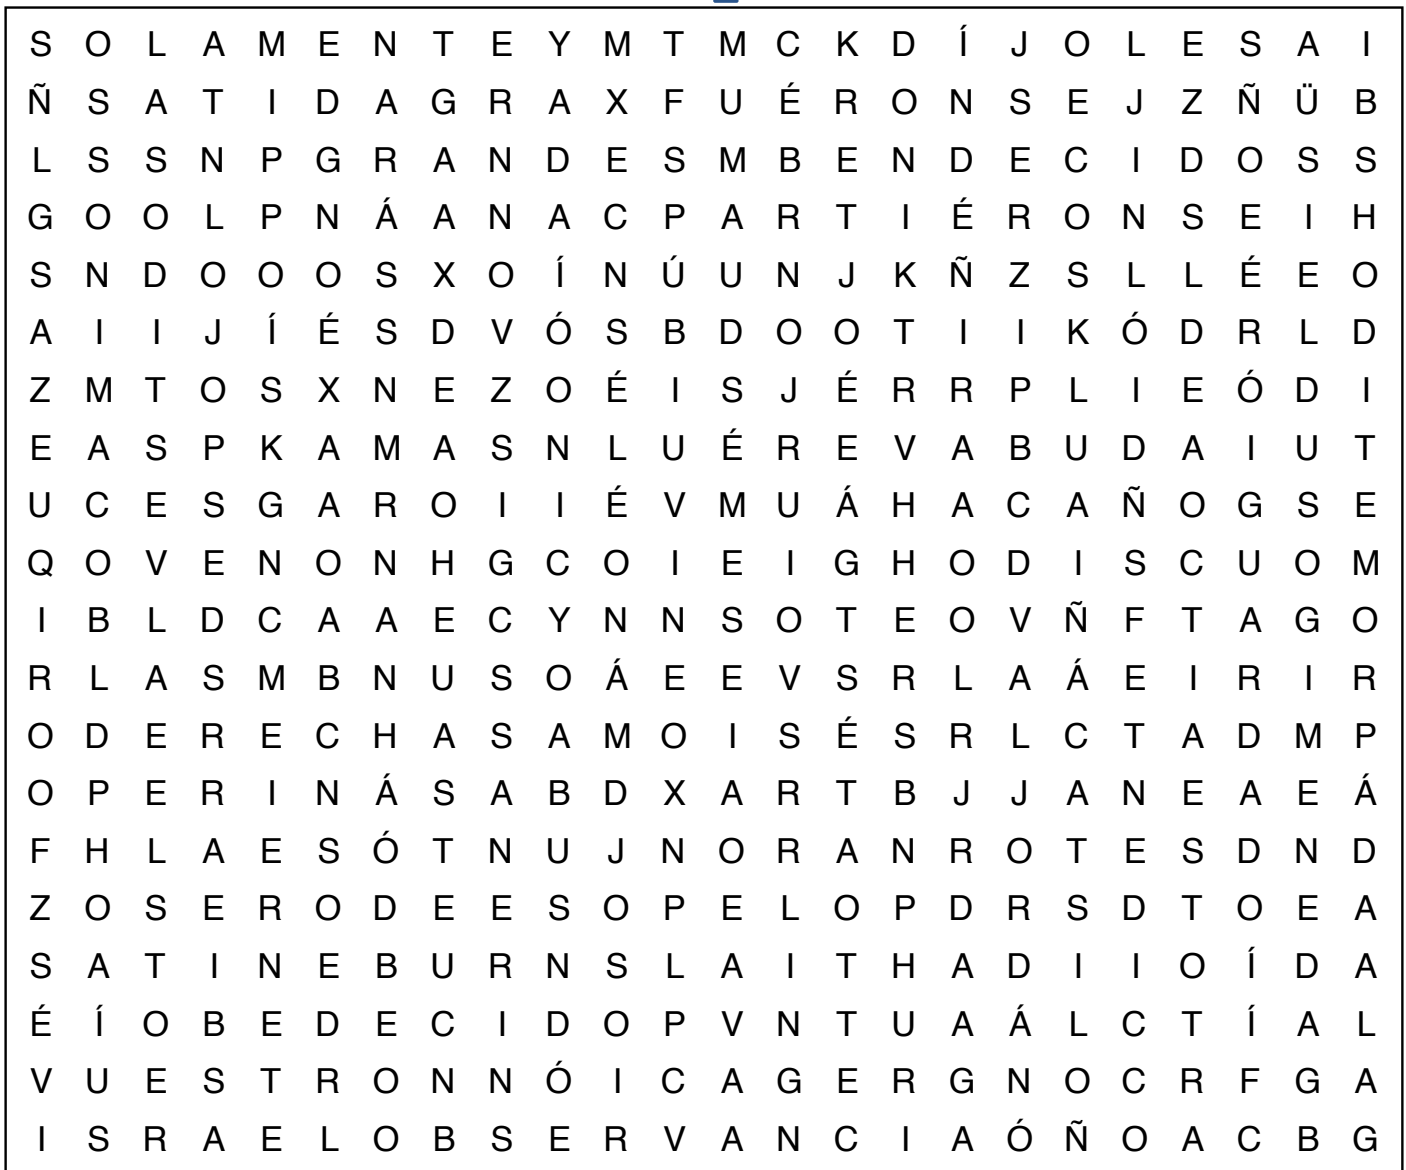 S O L A M E N T E Y M T M C K D Í J O L E S A I
Ñ S A T I D A G R A X F U É R O N S E J Z Ñ Ü B
L S S N P G R A N D E S M B E N D E C I D O S S
G O O L P N Á A N A C P A R T I É R O N S E I H
S N D O O O S X O Í N Ú U N J K Ñ Z S L L É E O
A I I J Í É S D V Ó S B D O O T I I K Ó D R L D
Z M T O S X N E Z O É I S J É R R P L I E Ó D I
E A S P K A M A S N L U É R E V A B U D A I U T
U C E S G A R O I I É V M U Á H A C A Ñ O G S E
Q O V E N O N H G C O I E I G H O D I S C U O M
I B L D C A A E C Y N N S O T E O V Ñ F T A G O
R L A S M B N U S O Á E E V S R L A Á E I R I R
O D E R E C H A S A M O I S É S R L C T A D M P
O P E R I N Á S A B D X A R T B J J A N E A E Á
F H L A E S Ó T N U J N O R A N R O T E S D N D
Z O S E R O D E E S O P E L O P D R S D T O E A
S A T I N E B U R N S L A I T H A D I I O Í D A
É Í O B E D E C I D O P V N T U A Á L C T Í A L
V U E S T R O N N Ó I C A G E R G N O C R F G A
I S R A E L O B S E R V A N C I A Ó Ñ O A C B G